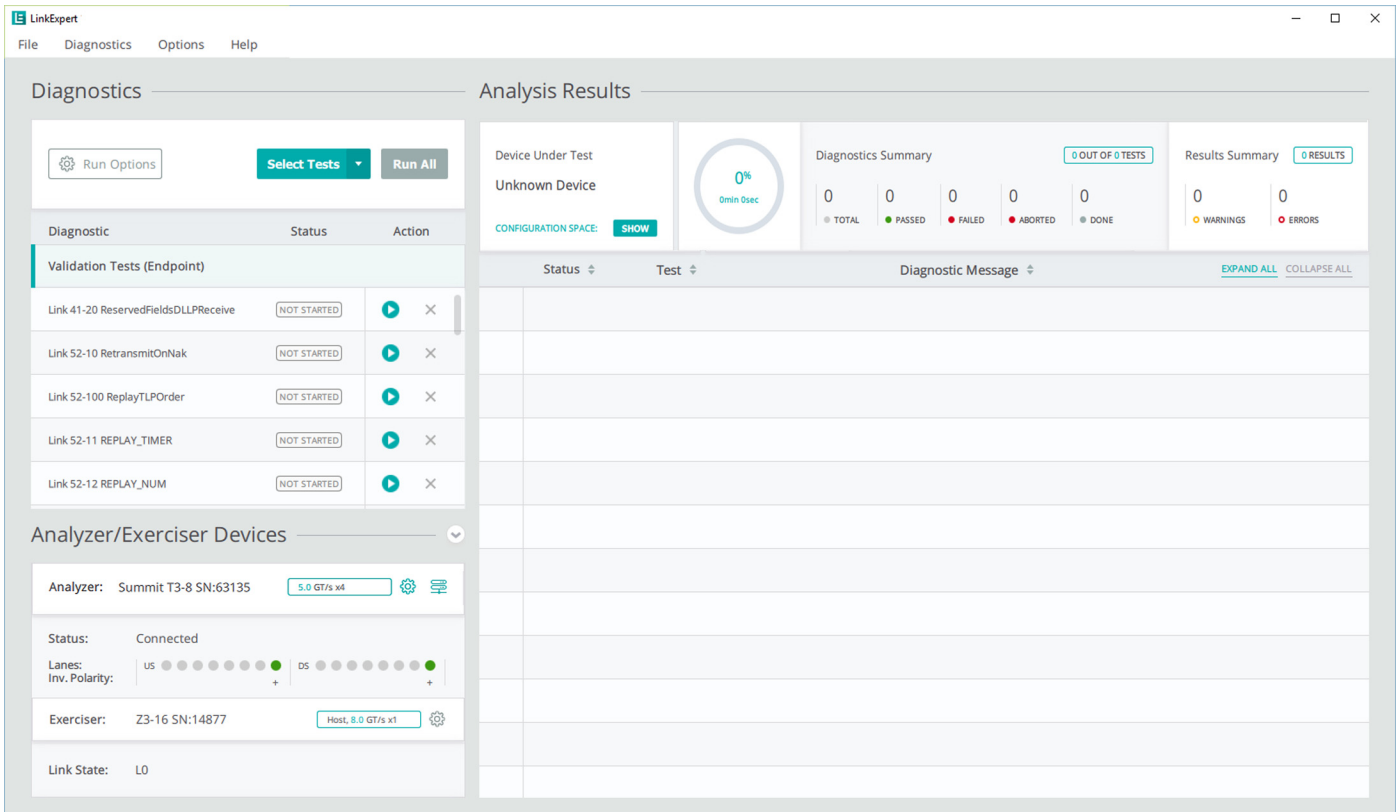 LinkExpert
File Diagnostics Options Help
Diagnostics
Run Options Select Tests Run All
Diagnostic Status Action
Validation Tests (Endpoint)
Link 41-20 ReservedFieldsDLLPReceive NOT STARTED
Link 52-10 RetransmitOnNak NOT STARTED
Link 52-100 ReplayTLPOrder NOT STARTED
Link 52-11 REPLAY_TIMER NOT STARTED
Link 52-12 REPLAY_NUM NOT STARTED
Analyzer/Exerciser Devices
Analyzer: Summit T3-8 SN:63135 5.0 GT/s x4
Status: Connected
Lanes: US DS
Inv. Polarity: + +
Exerciser: Z3-16 SN:14877 Host, 8.0 GT/s x1
Link State: L0
Analysis Results
Device Under Test
Unknown Device
CONFIGURATION SPACE: SHOW
0%
0min 0sec
Diagnostics Summary 0 OUT OF 0 TESTS
0 0 0 0 0
TOTAL PASSED FAILED ABORTED DONE
Results Summary 0 RESULTS
0 0
WARNINGS ERRORS
Status Test Diagnostic Message EXPAND ALL COLLAPSE ALL